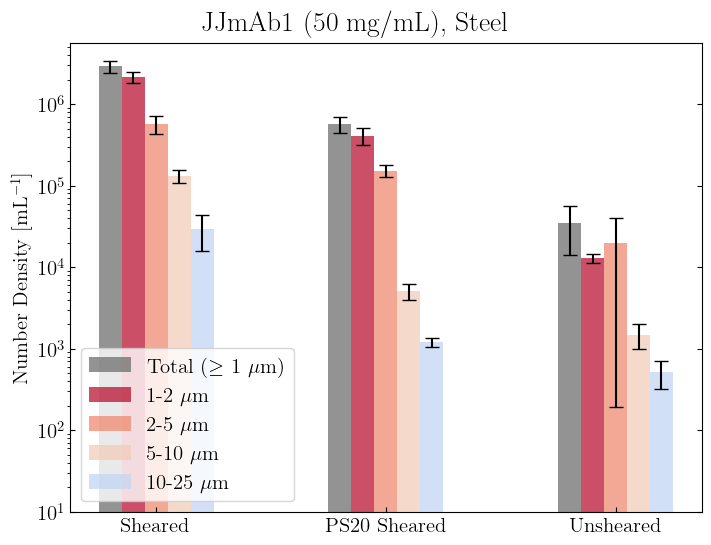 JJmAb1 (50 mg/mL), Steel
Number Density [mL⁻¹]
10⁶
10⁵
10⁴
10³
10²
10¹
Total (≥ 1 μm)
1-2 μm
2-5 μm
5-10 μm
10-25 μm
Sheared
PS20 Sheared
Unsheared